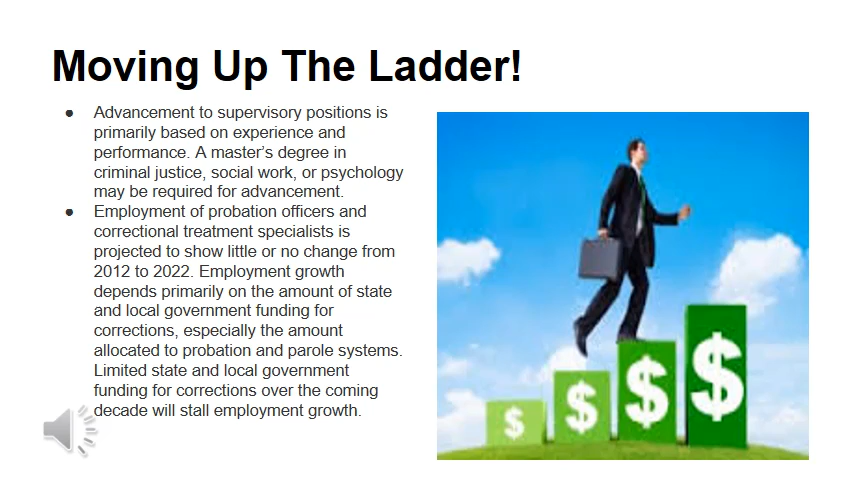 Moving Up The Ladder!
● Advancement to supervisory positions is
primarily based on experience and
performance. A master’s degree in
criminal justice, social work, or psychology
may be required for advancement.
● Employment of probation officers and
correctional treatment specialists is
projected to show little or no change from
2012 to 2022. Employment growth
depends primarily on the amount of state
and local government funding for
corrections, especially the amount
allocated to probation and parole systems.
Limited state and local government
funding for corrections over the coming
decade will stall employment growth.
$ $ $ $